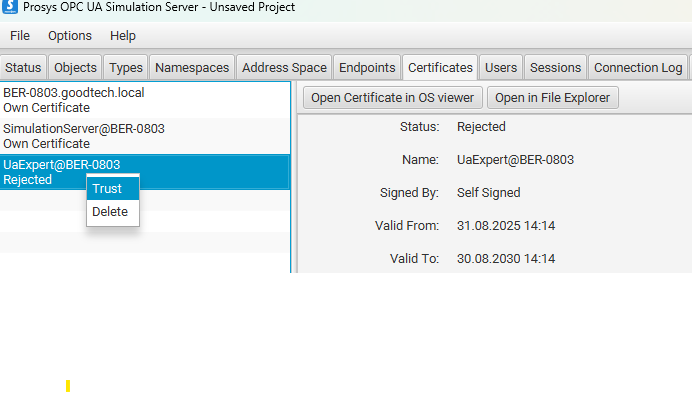 Prosys OPC UA Simulation Server - Unsaved Project
File Options Help
Status Objects Types Namespaces Address Space Endpoints Certificates Users Sessions Connection Log
BER-0803.goodtech.local
Own Certificate
SimulationServer@BER-0803
Own Certificate
UaExpert@BER-0803
Rejected
Trust
Delete
Open Certificate in OS viewer Open in File Explorer
Status: Rejected
Name: UaExpert@BER-0803
Signed By: Self Signed
Valid From: 31.08.2025 14:14
Valid To: 30.08.2030 14:14